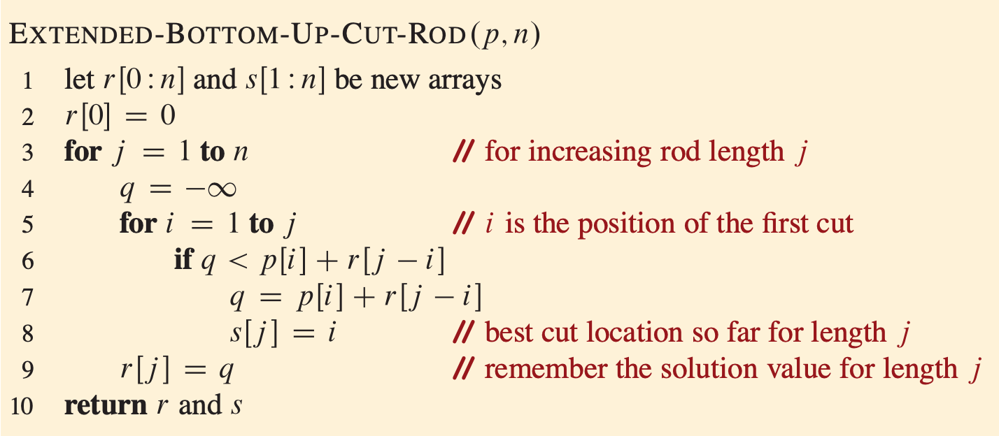 EXTENDED-BOTTOM-UP-CUT-ROD(p, n)
1 let r[0:n] and s[1:n] be new arrays
2 r[0] = 0
3 for j = 1 to n // for increasing rod length j
4 q = −∞
5 for i = 1 to j // i is the position of the first cut
6 if q < p[i] + r[j − i]
7 q = p[i] + r[j − i]
8 s[j] = i // best cut location so far for length j
9 r[j] = q // remember the solution value for length j
10 return r and s